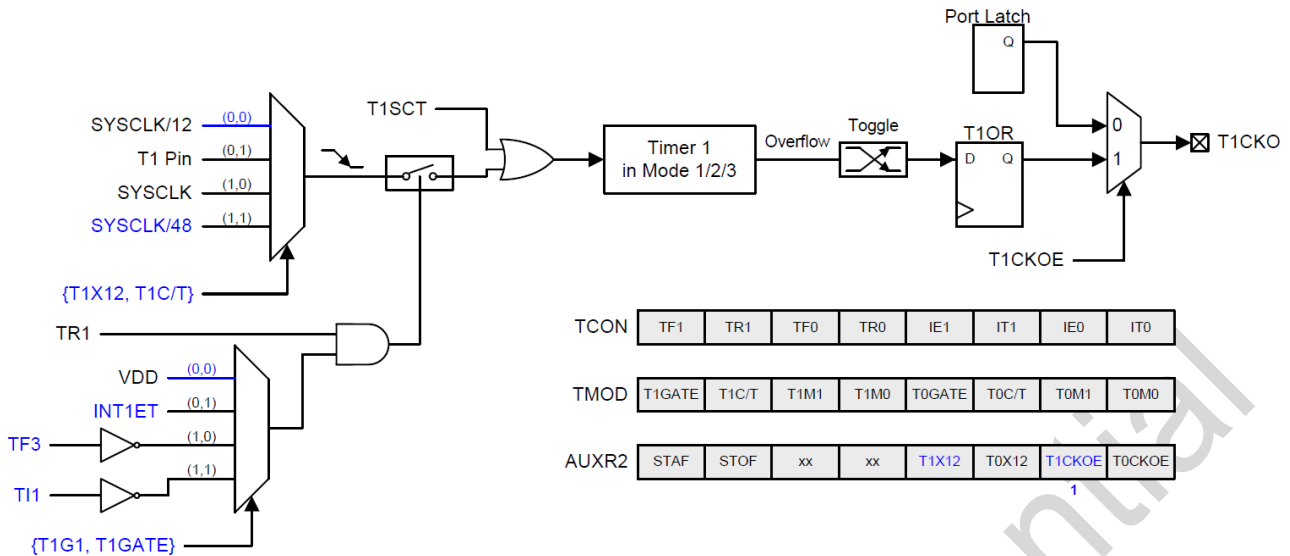 Port Latch
Q
T1SCT
SYSCLK/12 (0,0)
T1 Pin (0,1)
SYSCLK (1,0)
SYSCLK/48 (1,1)
Timer 1
in Mode 1/2/3
Overflow
Toggle
T1OR
D Q
0
1
T1CKO
T1CKOE
{T1X12, T1C/T}
TR1
VDD (0,0)
INT1ET (0,1)
TF3 (1,0)
TI1 (1,1)
{T1G1, T1GATE}
TCON TF1 TR1 TF0 TR0 IE1 IT1 IE0 IT0
TMOD T1GATE T1C/T T1M1 T1M0 T0GATE T0C/T T0M1 T0M0
AUXR2 STAF STOF xx xx T1X12 T0X12 T1CKOE T0CKOE
1